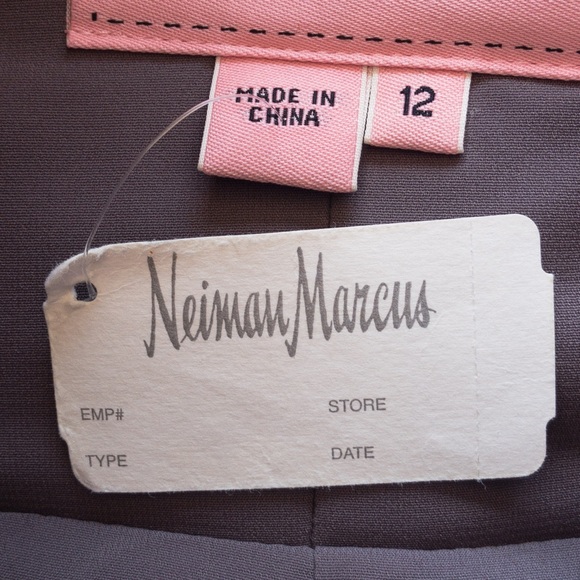 MADE IN
CHINA
12
Neiman Marcus
EMP#
STORE
TYPE
DATE